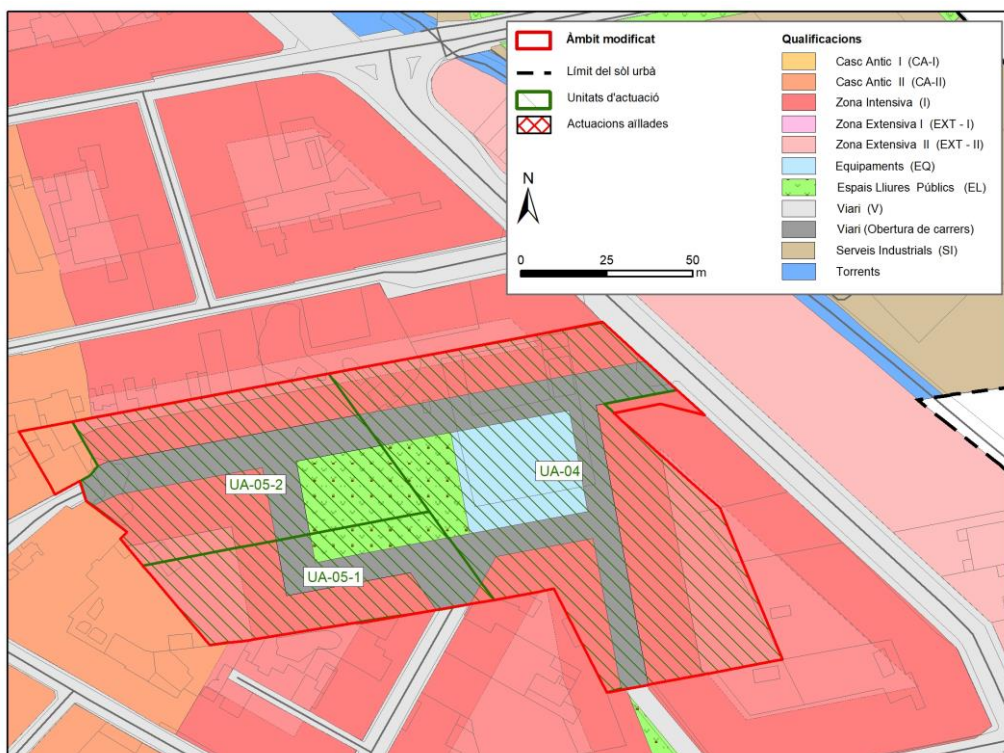 Àmbit modificat
Límit del sòl urbà
Unitats d'actuació
Actuacions aïllades
N
0 25 50
m
Qualificacions
Casc Antic I (CA-I)
Casc Antic II (CA-II)
Zona Intensiva (I)
Zona Extensiva I (EXT - I)
Zona Extensiva II (EXT - II)
Equipaments (EQ)
Espais Lliures Públics (EL)
Viari (V)
Viari (Obertura de carrers)
Serveis Industrials (SI)
Torrents
UA-04
UA-05-2
UA-05-1